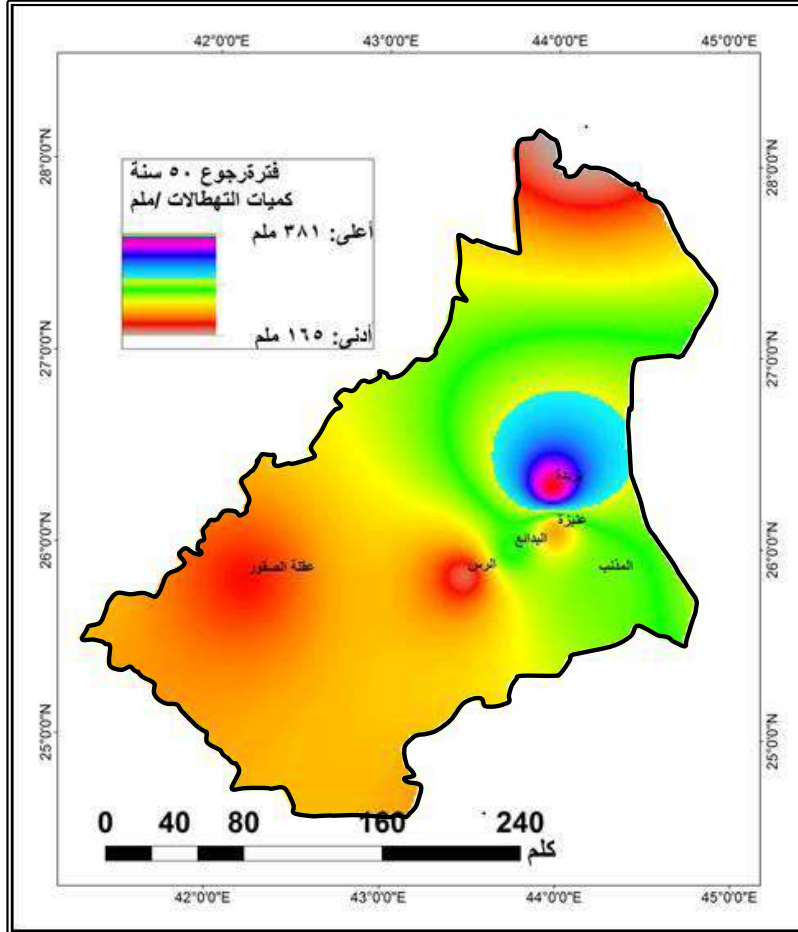 42°0'0"E 43°0'0"E 44°0'0"E 45°0'0"E
28°0'0"N 28°0'0"N
فترةرجوع ٥٠ سنة
كميات التهطالات /ملم
أعلى: ٣٨١ ملم
أدنى: ١٦٥ ملم
27°0'0"N 27°0'0"N
بريدة
عنيزة
البدائع
26°0'0"N 26°0'0"N
عقلة الصقور الرس المذنب
25°0'0"N 25°0'0"N
0 40 80 160 240
كلم
42°0'0"E 43°0'0"E 44°0'0"E 45°0'0"E